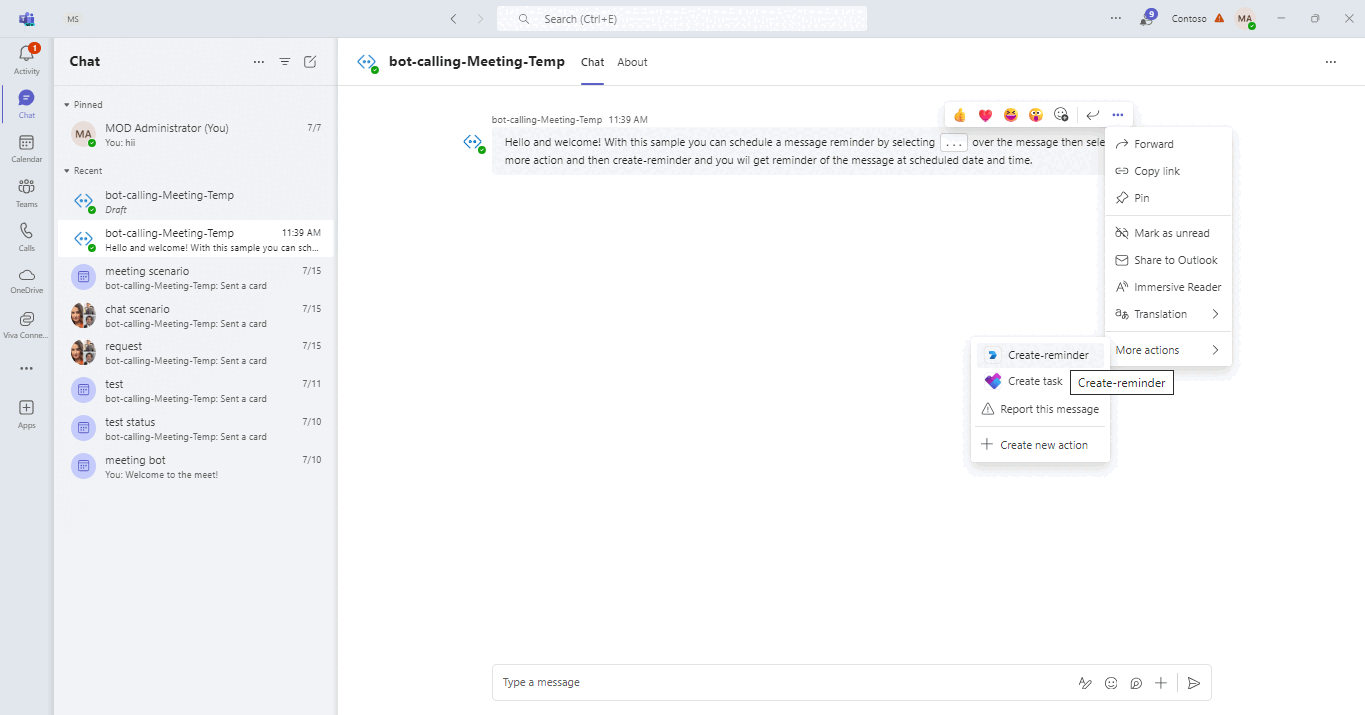 MS
Search (Ctrl+E)
9
Contoso
MA
1
Activity
Chat
Calendar
Teams
Calls
OneDrive
Viva Conne...
Apps
Chat
Pinned
MA
MOD Administrator (You)
7/7
You: hii
Recent
bot-calling-Meeting-Temp
Draft
bot-calling-Meeting-Temp
11:39 AM
Hello and welcome! With this sample you can sch...
meeting scenario
7/15
bot-calling-Meeting-Temp: Sent a card
chat scenario
7/15
bot-calling-Meeting-Temp: Sent a card
request
7/15
bot-calling-Meeting-Temp: Sent a card
test
7/11
bot-calling-Meeting-Temp: Sent a card
test status
7/10
bot-calling-Meeting-Temp: Sent a card
meeting bot
7/10
You: Welcome to the meet!
bot-calling-Meeting-Temp
Chat
About
bot-calling-Meeting-Temp 11:39 AM
Hello and welcome! With this sample you can schedule a message reminder by selecting ... over the message then sele
more action and then create-reminder and you wil get reminder of the message at scheduled date and time.
Forward
Copy link
Pin
Mark as unread
Share to Outlook
Immersive Reader
Translation
More actions
Create-reminder
Create task
Create-reminder
Report this message
Create new action
Type a message